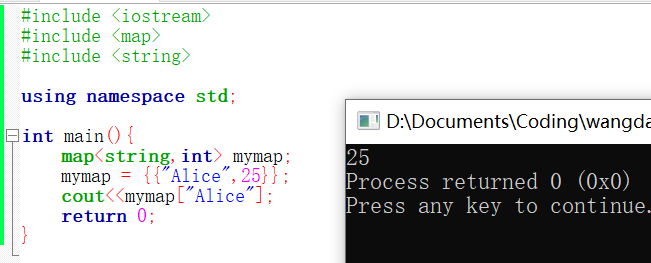 #include <iostream>
#include <map>
#include <string>
using namespace std;
int main(){
map<string,int> mymap;
mymap = {{"Alice",25}};
cout<<mymap["Alice"];
return 0;
}
D:\Documents\Coding\wangda
25
Process returned 0 (0x0)
Press any key to continue.